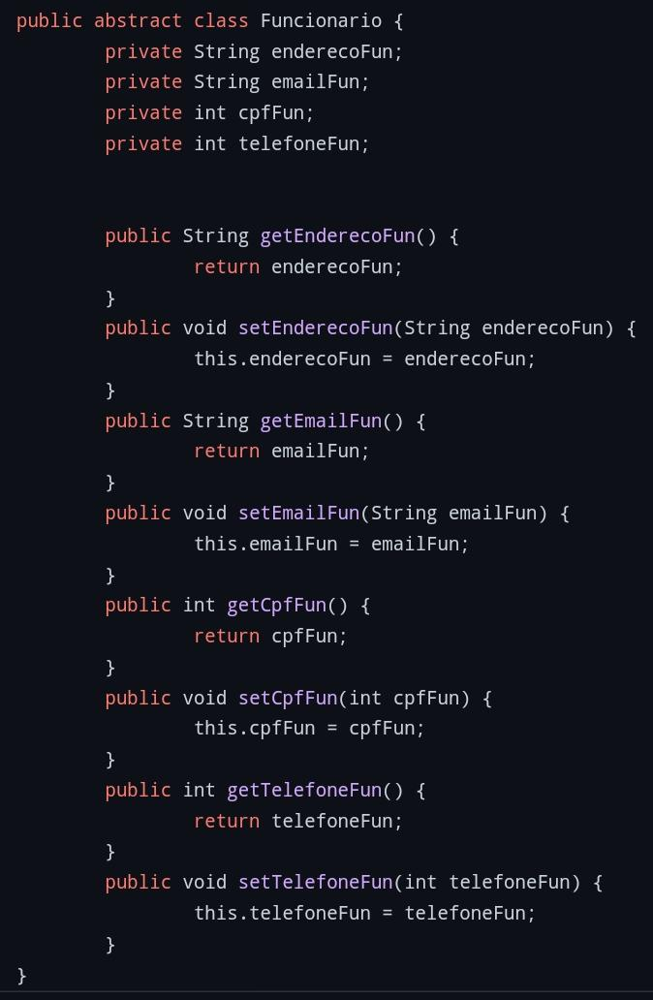 public abstract class Funcionario {
private String enderecoFun;
private String emailFun;
private int cpfFun;
private int telefoneFun;
public String getEnderecoFun() {
return enderecoFun;
}
public void setEnderecoFun(String enderecoFun) {
this.enderecoFun = enderecoFun;
}
public String getEmailFun() {
return emailFun;
}
public void setEmailFun(String emailFun) {
this.emailFun = emailFun;
}
public int getCpfFun() {
return cpfFun;
}
public void setCpfFun(int cpfFun) {
this.cpfFun = cpfFun;
}
public int getTelefoneFun() {
return telefoneFun;
}
public void setTelefoneFun(int telefoneFun) {
this.telefoneFun = telefoneFun;
}
}